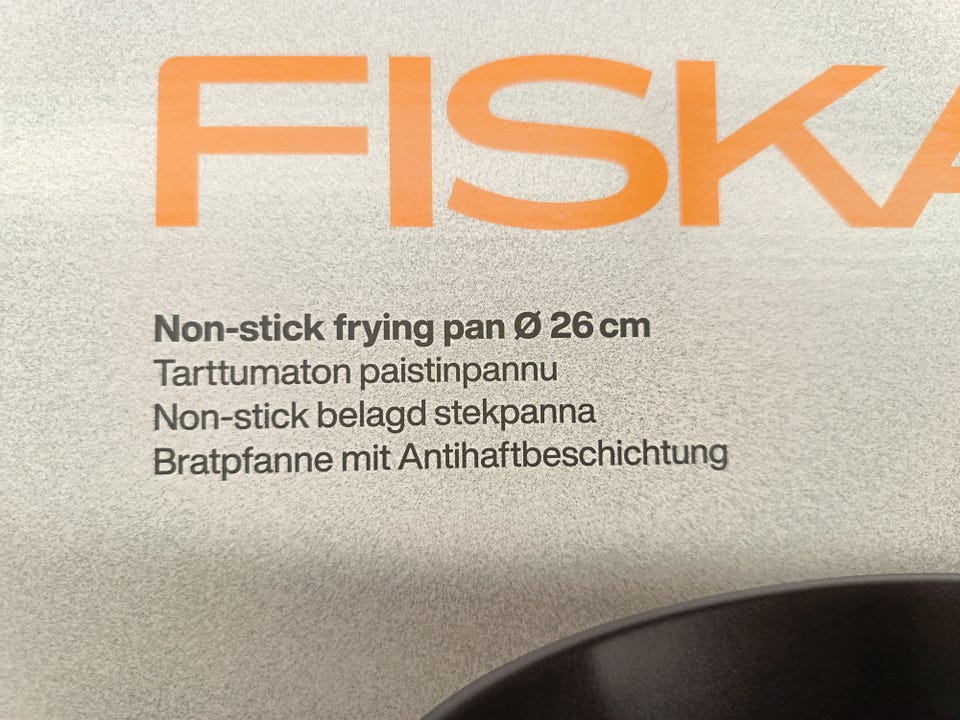 FISKA
Non-stick frying pan Ø 26 cm
Tarttumaton paistinpannu
Non-stick belagd stekpanna
Bratpfanne mit Antihaftbeschichtung